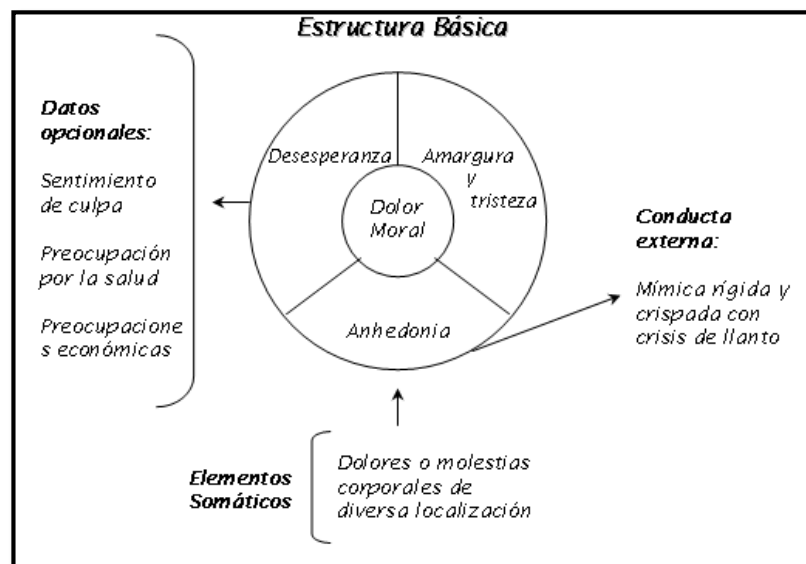 Estructura Básica
Datos
opcionales:
Sentimiento
de culpa
Preocupación
por la salud
Preocupacione
s económicas
Desesperanza
Amargura
y
tristeza
Dolor
Moral
Anhedonia
Conducta
externa:
Mímica rígida y
crispada con
crisis de llanto
Elementos
Somáticos
Dolores o molestias
corporales de
diversa localización